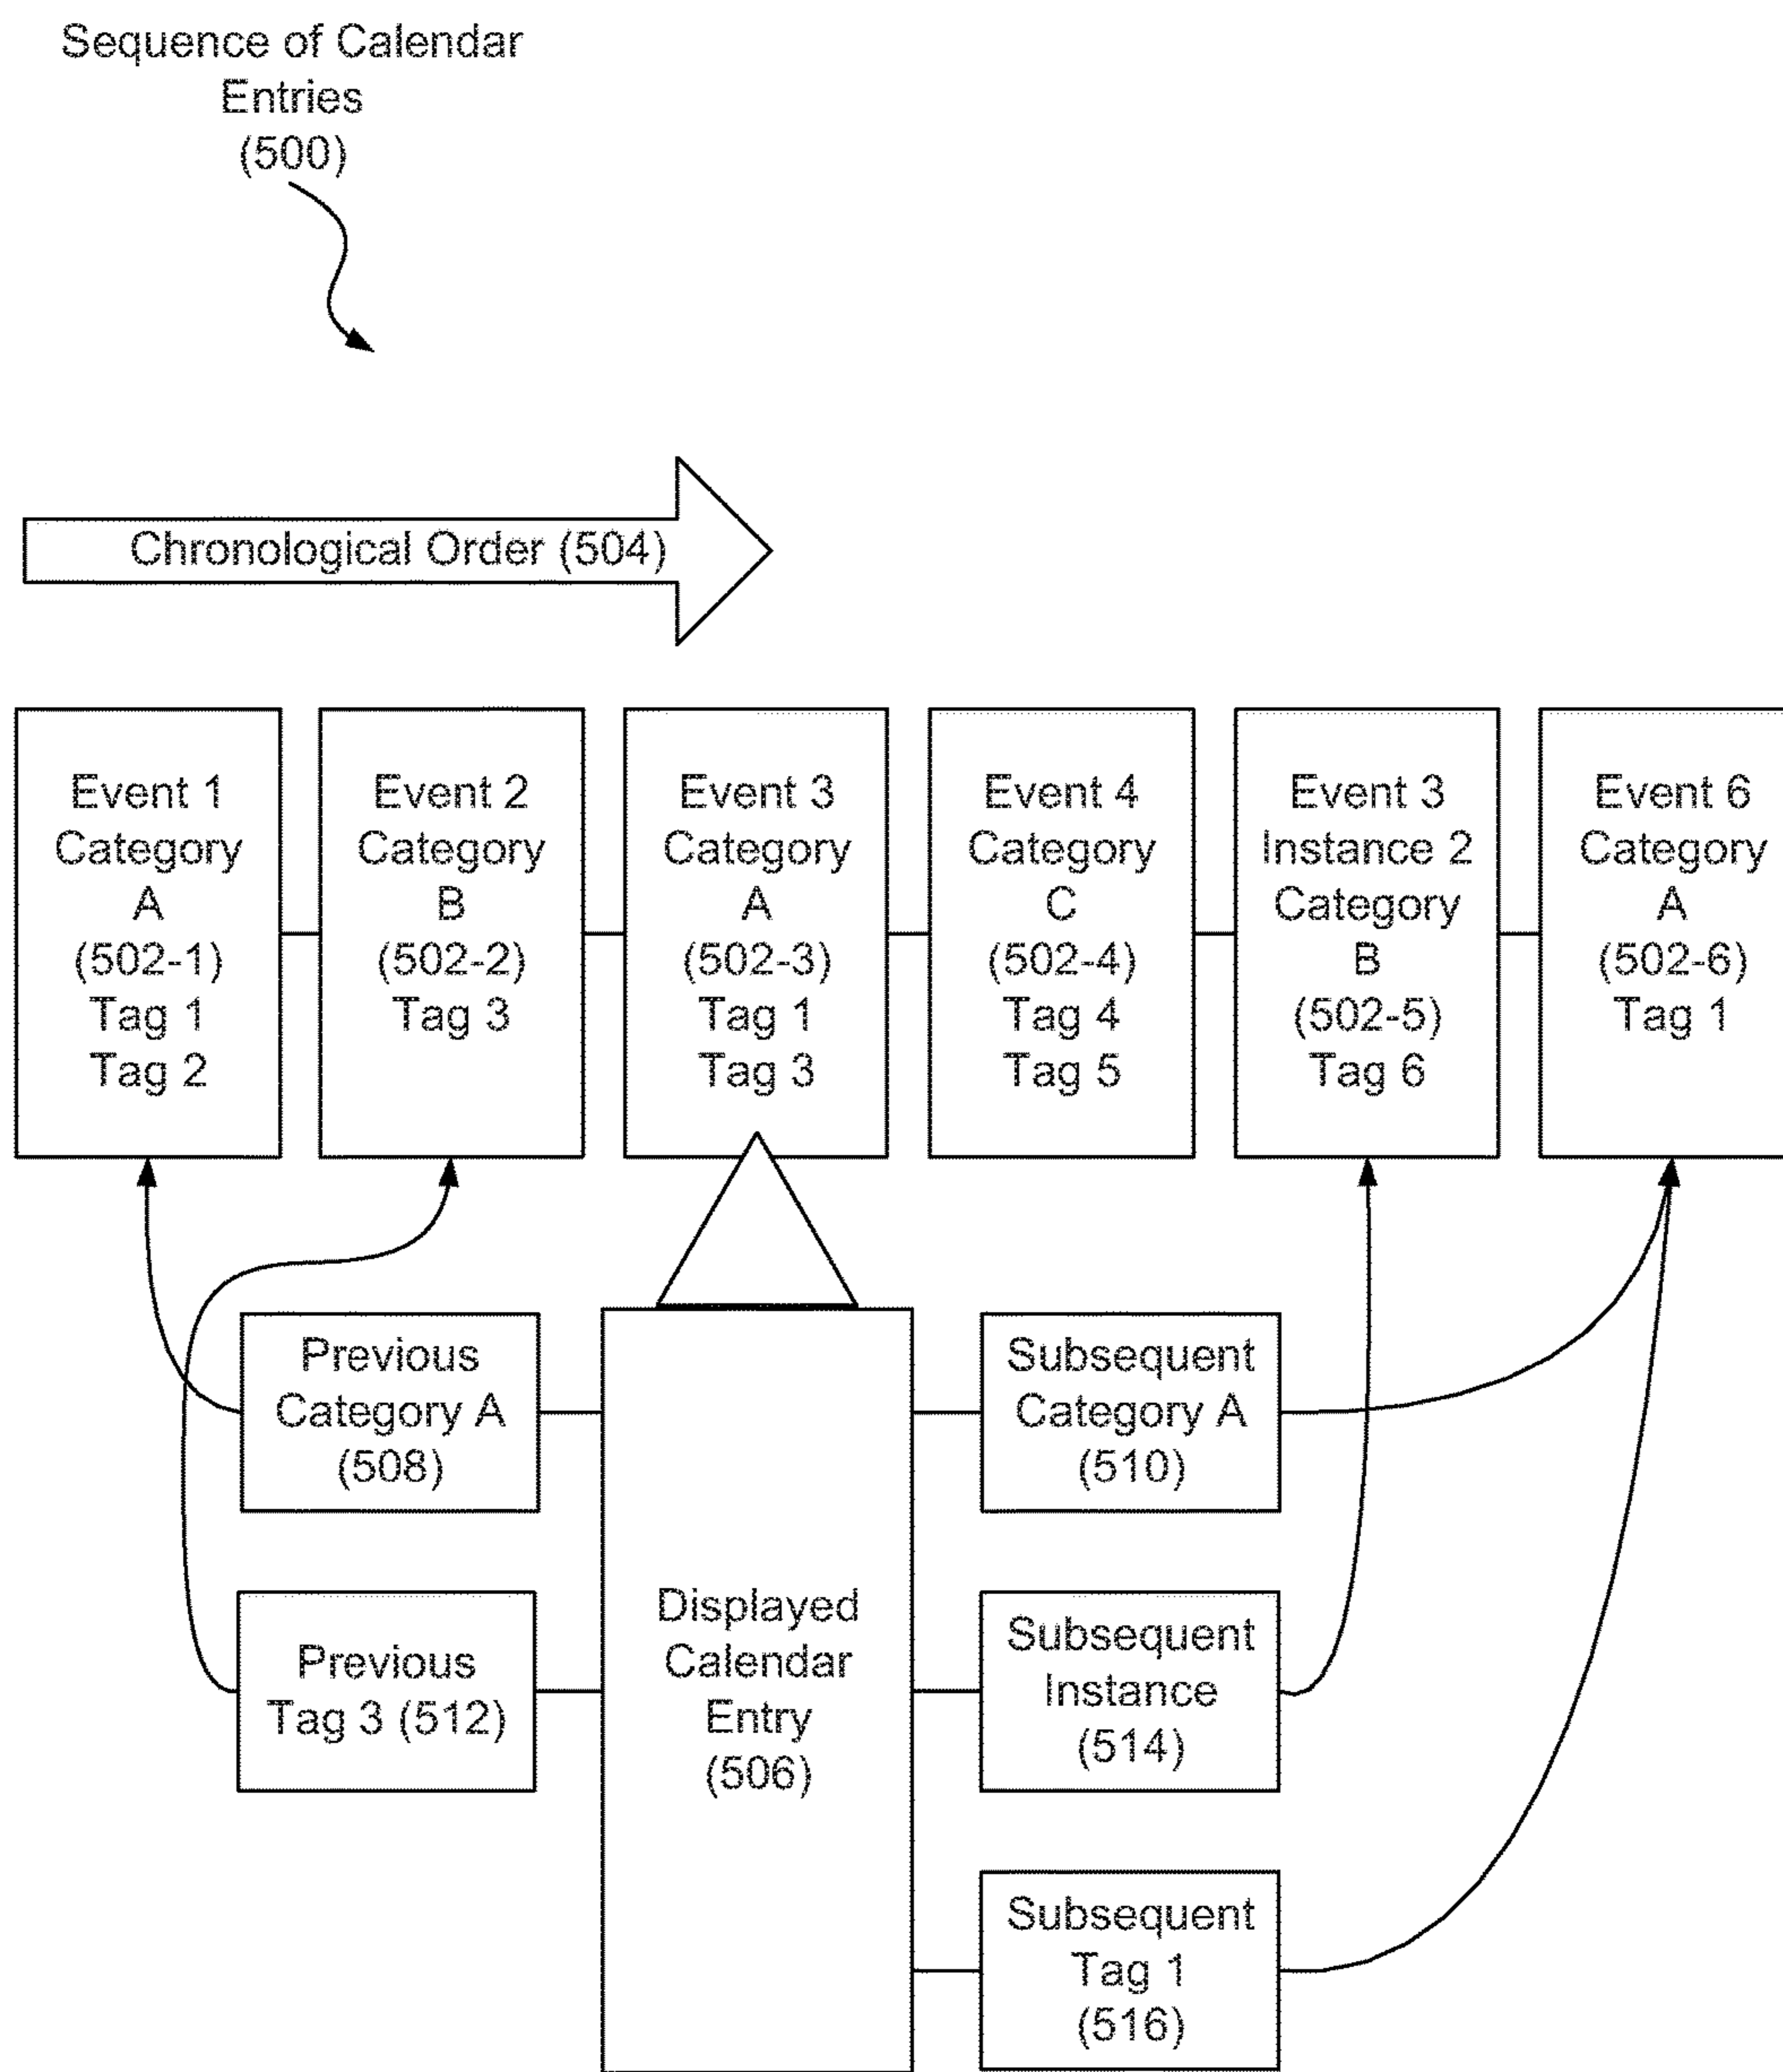 Sequence of Calendar
Entries
(500)
Chronological Order (504)
Event 1
Category
A
(502-1)
Tag 1
Tag 2
Event 2
Category
B
(502-2)
Tag 3
Event 3
Category
A
(502-3)
Tag 1
Tag 3
Event 4
Category
C
(502-4)
Tag 4
Tag 5
Event 3
Instance 2
Category
B
(502-5)
Tag 6
Event 6
Category
A
(502-6)
Tag 1
Previous
Category A
(508)
Previous
Tag 3 (512)
Displayed
Calendar
Entry
(506)
Subsequent
Category A
(510)
Subsequent
Instance
(514)
Subsequent
Tag 1
(516)